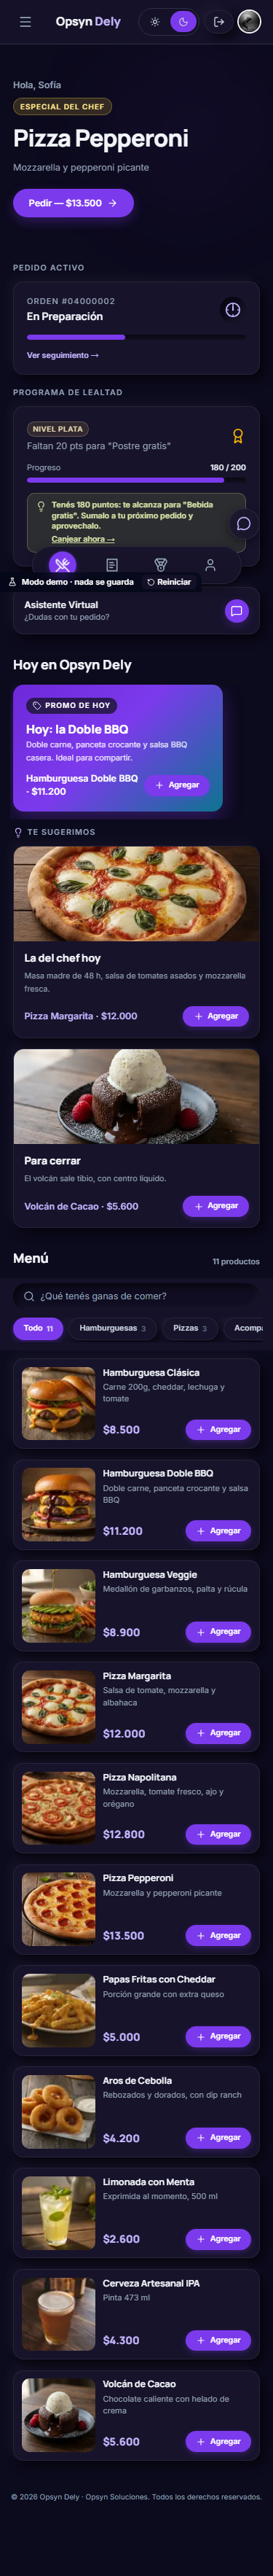 Opsyn Dely
Hola, Sofía
ESPECIAL DEL CHEF
Pizza Pepperoni
Mozzarella y pepperoni picante
Pedir — $13.500 →
PEDIDO ACTIVO
ORDEN #04000002
En Preparación
Ver seguimiento →
PROGRAMA DE LEALTAD
NIVEL PLATA
Faltan 20 pts para "Postre gratis"
Progreso
180 / 200
Tenés 180 puntos: te alcanza para "Bebida
gratis". Sumalo a tu próximo pedido y
aprovechalo.
Canjear ahora →
Modo demo · nada se guarda
Reiniciar
Asistente Virtual
¿Dudas con tu pedido?
Hoy en Opsyn Dely
PROMO DE HOY
Hoy: la Doble BBQ
Doble carne, panceta crocante y salsa BBQ
casera. Ideal para compartir.
Hamburguesa Doble BBQ
· $11.200
+ Agregar
TE SUGERIMOS
La del chef hoy
Masa madre de 48 h, salsa de tomates asados y mozzarella
fresca.
Pizza Margarita · $12.000
+ Agregar
Para cerrar
El volcán sale tibio, con centro líquido.
Volcán de Cacao · $5.600
+ Agregar
Menú
11 productos
¿Qué tenés ganas de comer?
Todo 11
Hamburguesas 3
Pizzas 3
Acompa
Hamburguesa Clásica
Carne 200g, cheddar, lechuga y
tomate
$8.500
+ Agregar
Hamburguesa Doble BBQ
Doble carne, panceta crocante y salsa
BBQ
$11.200
+ Agregar
Hamburguesa Veggie
Medallón de garbanzos, palta y rúcula
$8.900
+ Agregar
Pizza Margarita
Salsa de tomate, mozzarella y
albahaca
$12.000
+ Agregar
Pizza Napolitana
Mozzarella, tomate fresco, ajo y
orégano
$12.800
+ Agregar
Pizza Pepperoni
Mozzarella y pepperoni picante
$13.500
+ Agregar
Papas Fritas con Cheddar
Porción grande con extra queso
$5.000
+ Agregar
Aros de Cebolla
Rebozados y dorados, con dip ranch
$4.200
+ Agregar
Limonada con Menta
Exprimida al momento, 500 ml
$2.600
+ Agregar
Cerveza Artesanal IPA
Pinta 473 ml
$4.300
+ Agregar
Volcán de Cacao
Chocolate caliente con helado de
crema
$5.600
+ Agregar
© 2026 Opsyn Dely · Opsyn Soluciones. Todos los derechos reservados.